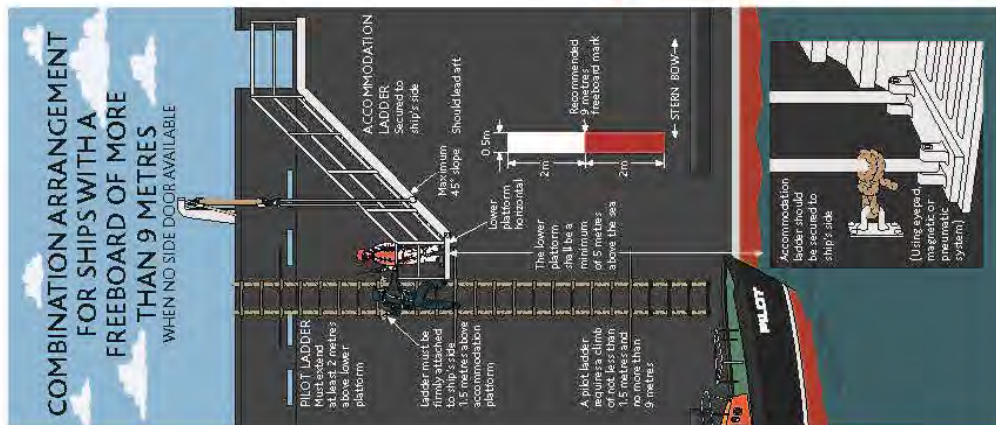 COMBINATION ARRANGEMENT
FOR SHIPS WITH A
FREEBOARD OF MORE
THAN 9 METRES
WHEN NO SIDE DOOR AVAILABLE
PILOT LADDER
Must extend
at least 2 metres
above lower
platform
Ladder must be
firmly attached
to ship's side
1.5 metres above
accommodation
platform
A pilot ladder
requires a climb
of not less than
1.5 metres and
no more than
9 metres
ACCOMMODATION
LADDER
Secured to
ship's side
Should lead aft
Maximum
45° slope
Lower
platform
horizontal
The lower
platform
shall be a
minimum
of 5 metres
above the sea
0.5m
2m
2m
Recommended
9 metres
freeboard mark
STERN BOW
PILOT
Accommodation
ladder should
be secured to
ship's side
(Using eyepad,
magnetic or
pneumatic
system)